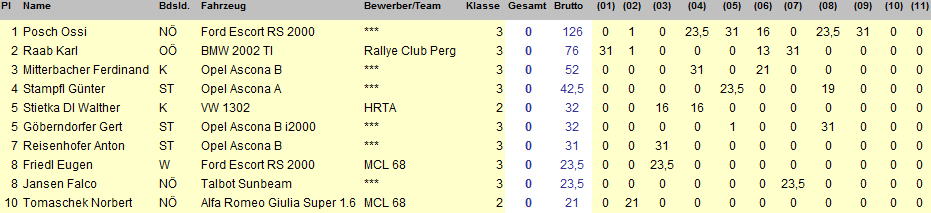 Pl Name Bdsld. Fahrzeug Bewerber/Team Klasse Gesamt Brutto (01) (02) (03) (04) (05) (06) (07) (08) (09) (10) (11)
1 Posch Ossi NÖ Ford Escort RS 2000 *** 3 0 126 0 1 0 23,5 31 16 0 23,5 31 0 0
2 Raab Karl OÖ BMW 2002 TI Rallye Club Perg 3 0 76 31 1 0 0 0 13 31 0 0 0 0
3 Mitterbacher Ferdinand K Opel Ascona B *** 3 0 52 0 0 0 31 0 21 0 0 0 0 0
4 Stampfl Günter ST Opel Ascona A *** 3 0 42,5 0 0 0 0 23,5 0 0 19 0 0 0
5 Stietka DI Walther K VW 1302 HRTA 2 0 32 0 0 16 16 0 0 0 0 0 0 0
5 Göberndorfer Gert ST Opel Ascona B i2000 *** 3 0 32 0 0 0 0 1 0 0 31 0 0 0
7 Reisenhofer Anton ST Opel Ascona B *** 3 0 31 0 0 31 0 0 0 0 0 0 0 0
8 Friedl Eugen W Ford Escort RS 2000 MCL 68 3 0 23,5 0 0 23,5 0 0 0 0 0 0 0 0
8 Jansen Falco NÖ Talbot Sunbeam *** 3 0 23,5 0 0 0 0 0 0 23,5 0 0 0 0
10 Tomaschek Norbert NÖ Alfa Romeo Giulia Super 1.6 MCL 68 2 0 21 0 21 0 0 0 0 0 0 0 0 0